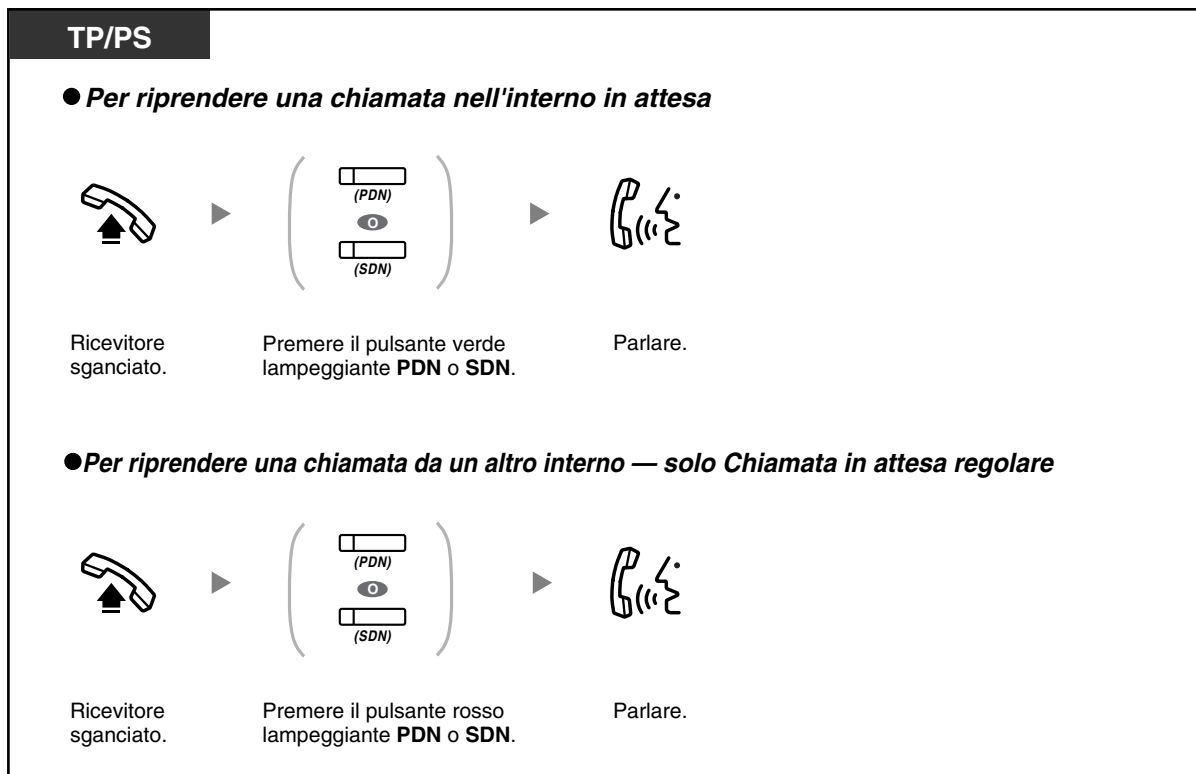 TP/PS
● Per riprendere una chiamata nell'interno in attesa
(PDN)
O
(SDN)
Ricevitore
sganciato.
Premere il pulsante verde
lampeggiante PDN o SDN.
Parlare.
●Per riprendere una chiamata da un altro interno — solo Chiamata in attesa regolare
(PDN)
O
(SDN)
Ricevitore
sganciato.
Premere il pulsante rosso
lampeggiante PDN o SDN.
Parlare.